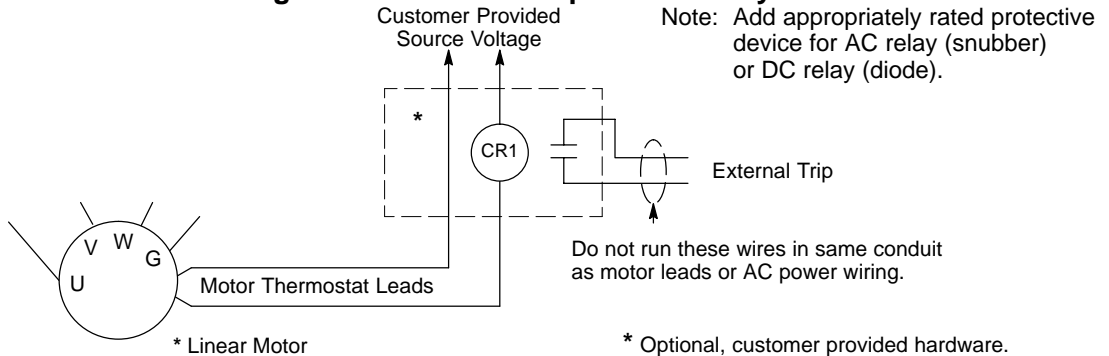 Customer Provided
Source Voltage
Note: Add appropriately rated protective
device for AC relay (snubber)
or DC relay (diode).
*
CR1
External Trip
Do not run these wires in same conduit
as motor leads or AC power wiring.
U
V
W
G
Motor Thermostat Leads
* Linear Motor
* Optional, customer provided hardware.